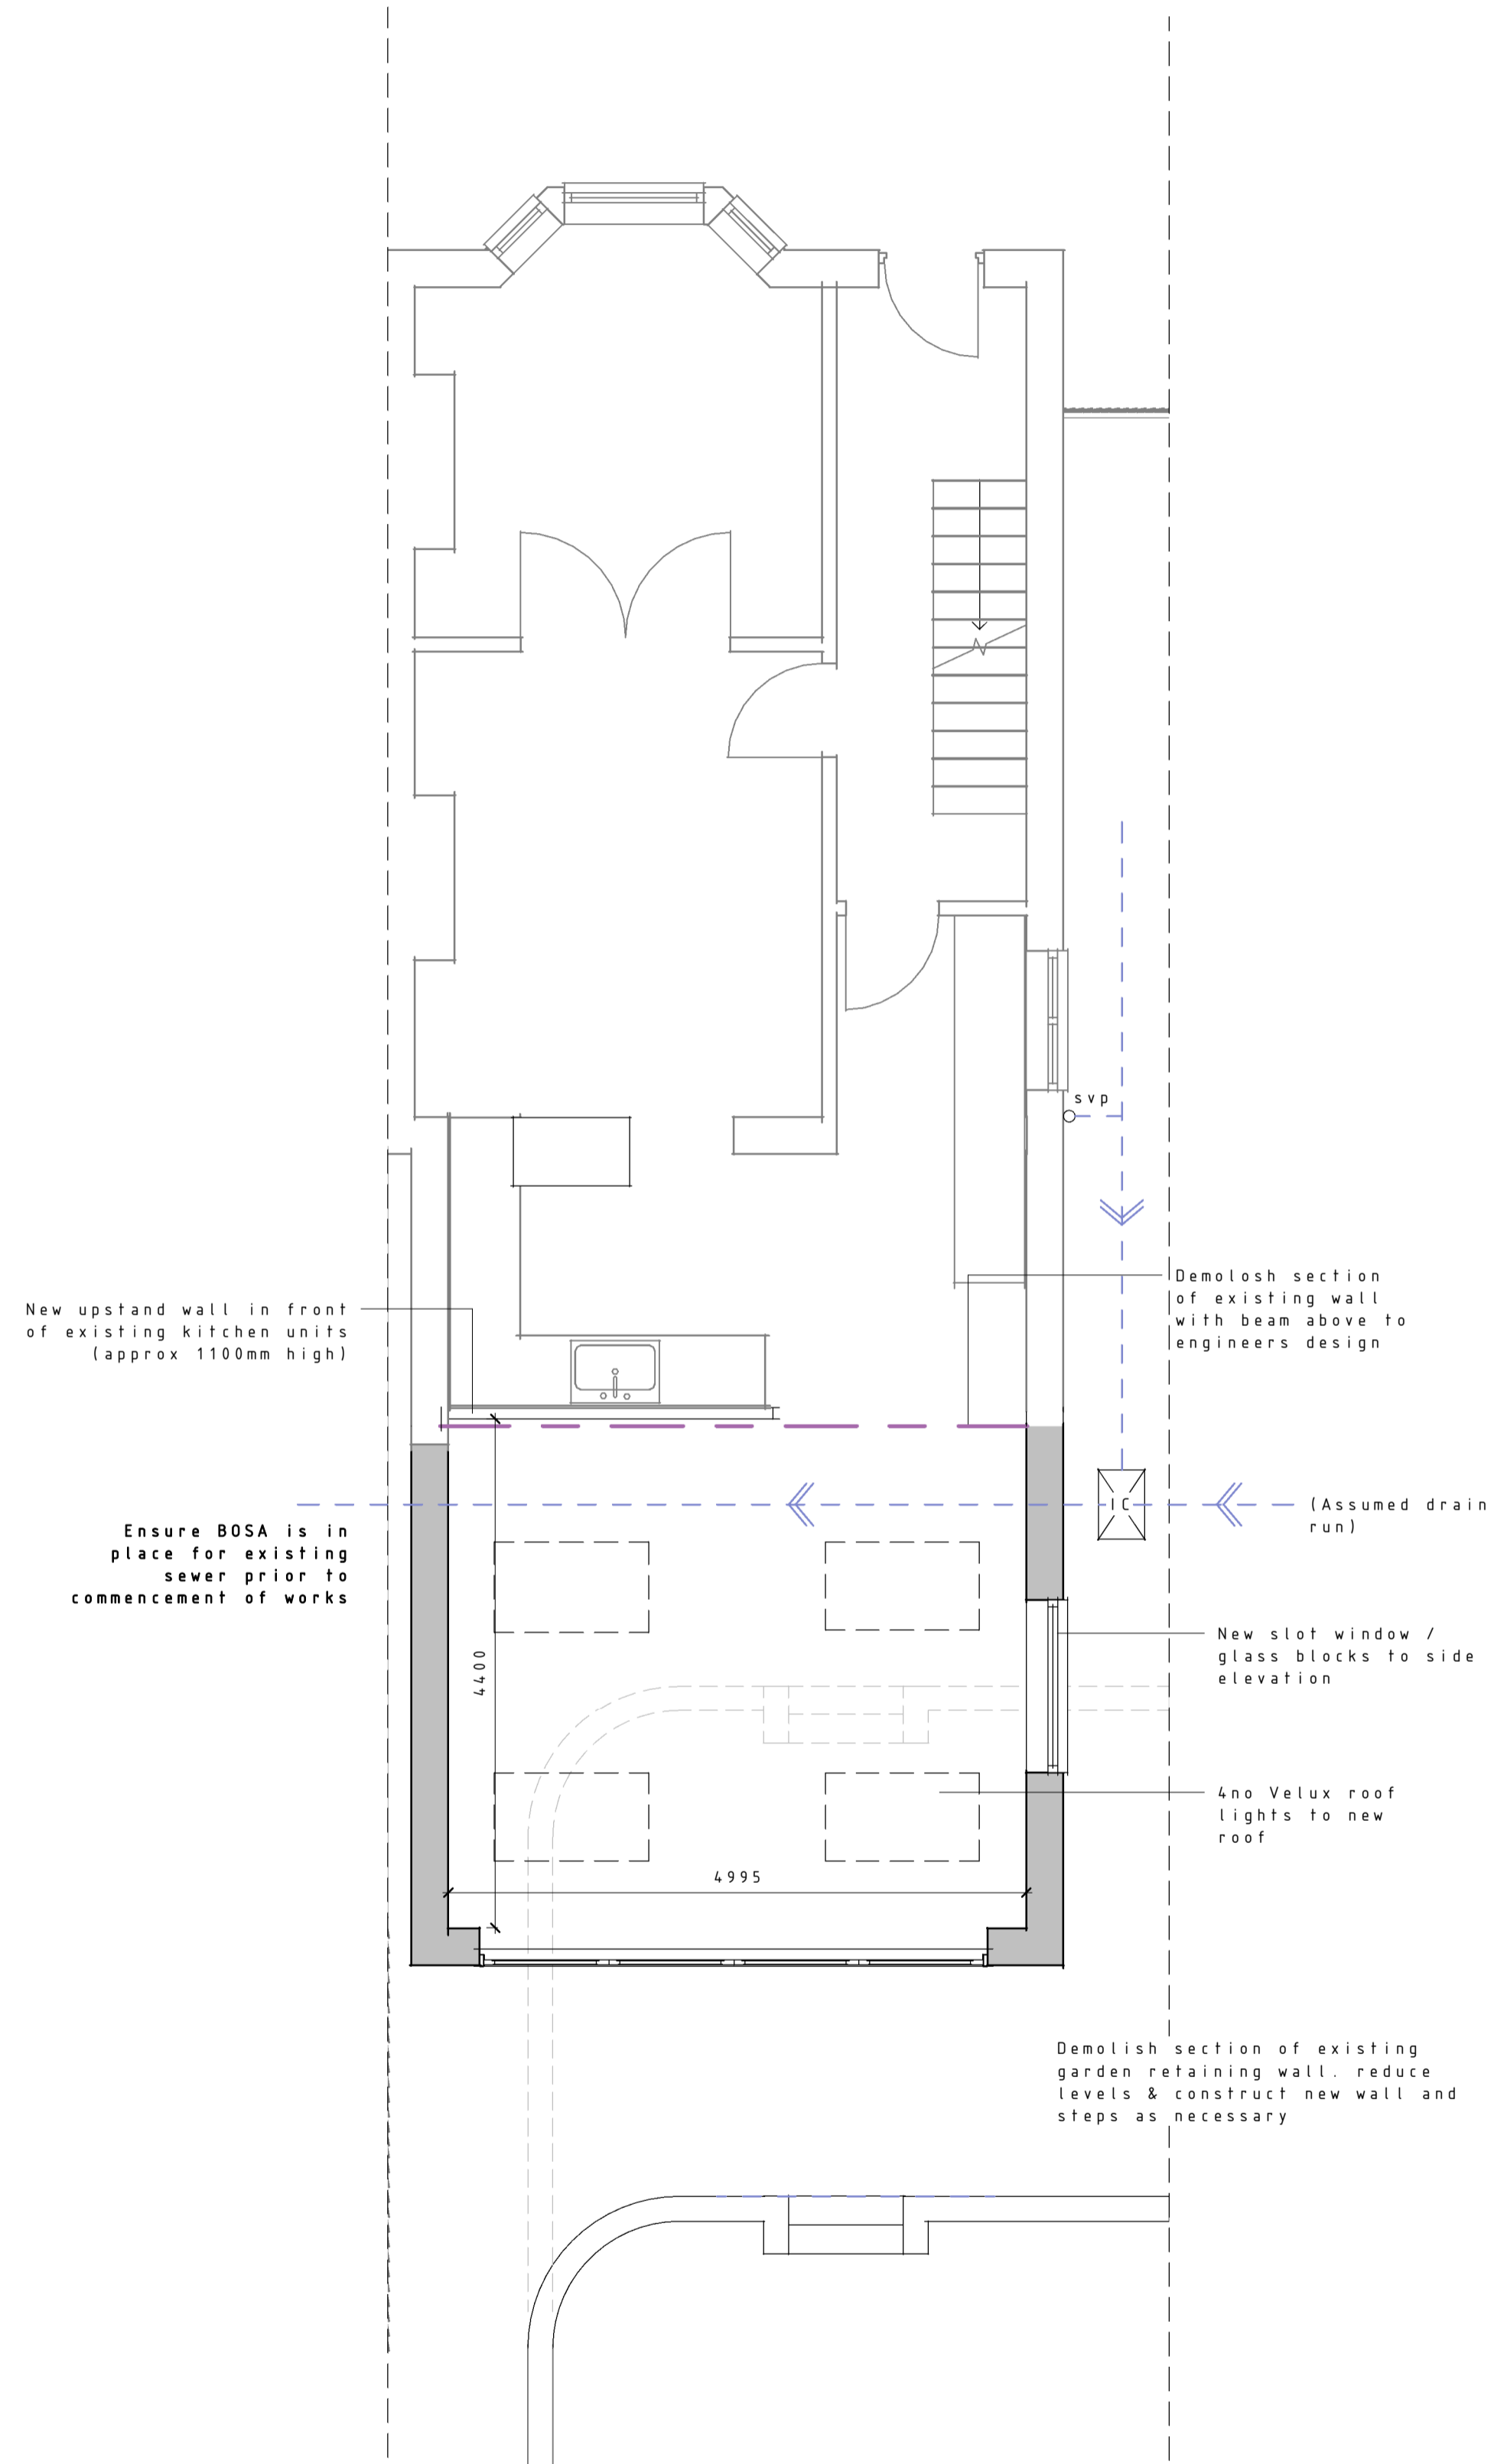 svp
Demolosh section
of existing wall
with beam above to
engineers design
New upstand wall in front
of existing kitchen units
(approx 1100mm high)
IC
(Assumed drain
run)
Ensure BOSA is in
place for existing
sewer prior to
commencement of works
New slot window /
glass blocks to side
elevation
4400
4no Velux roof
lights to new
roof
4995
Demolish section of existing
garden retaining wall. reduce
levels & construct new wall and
steps as necessary